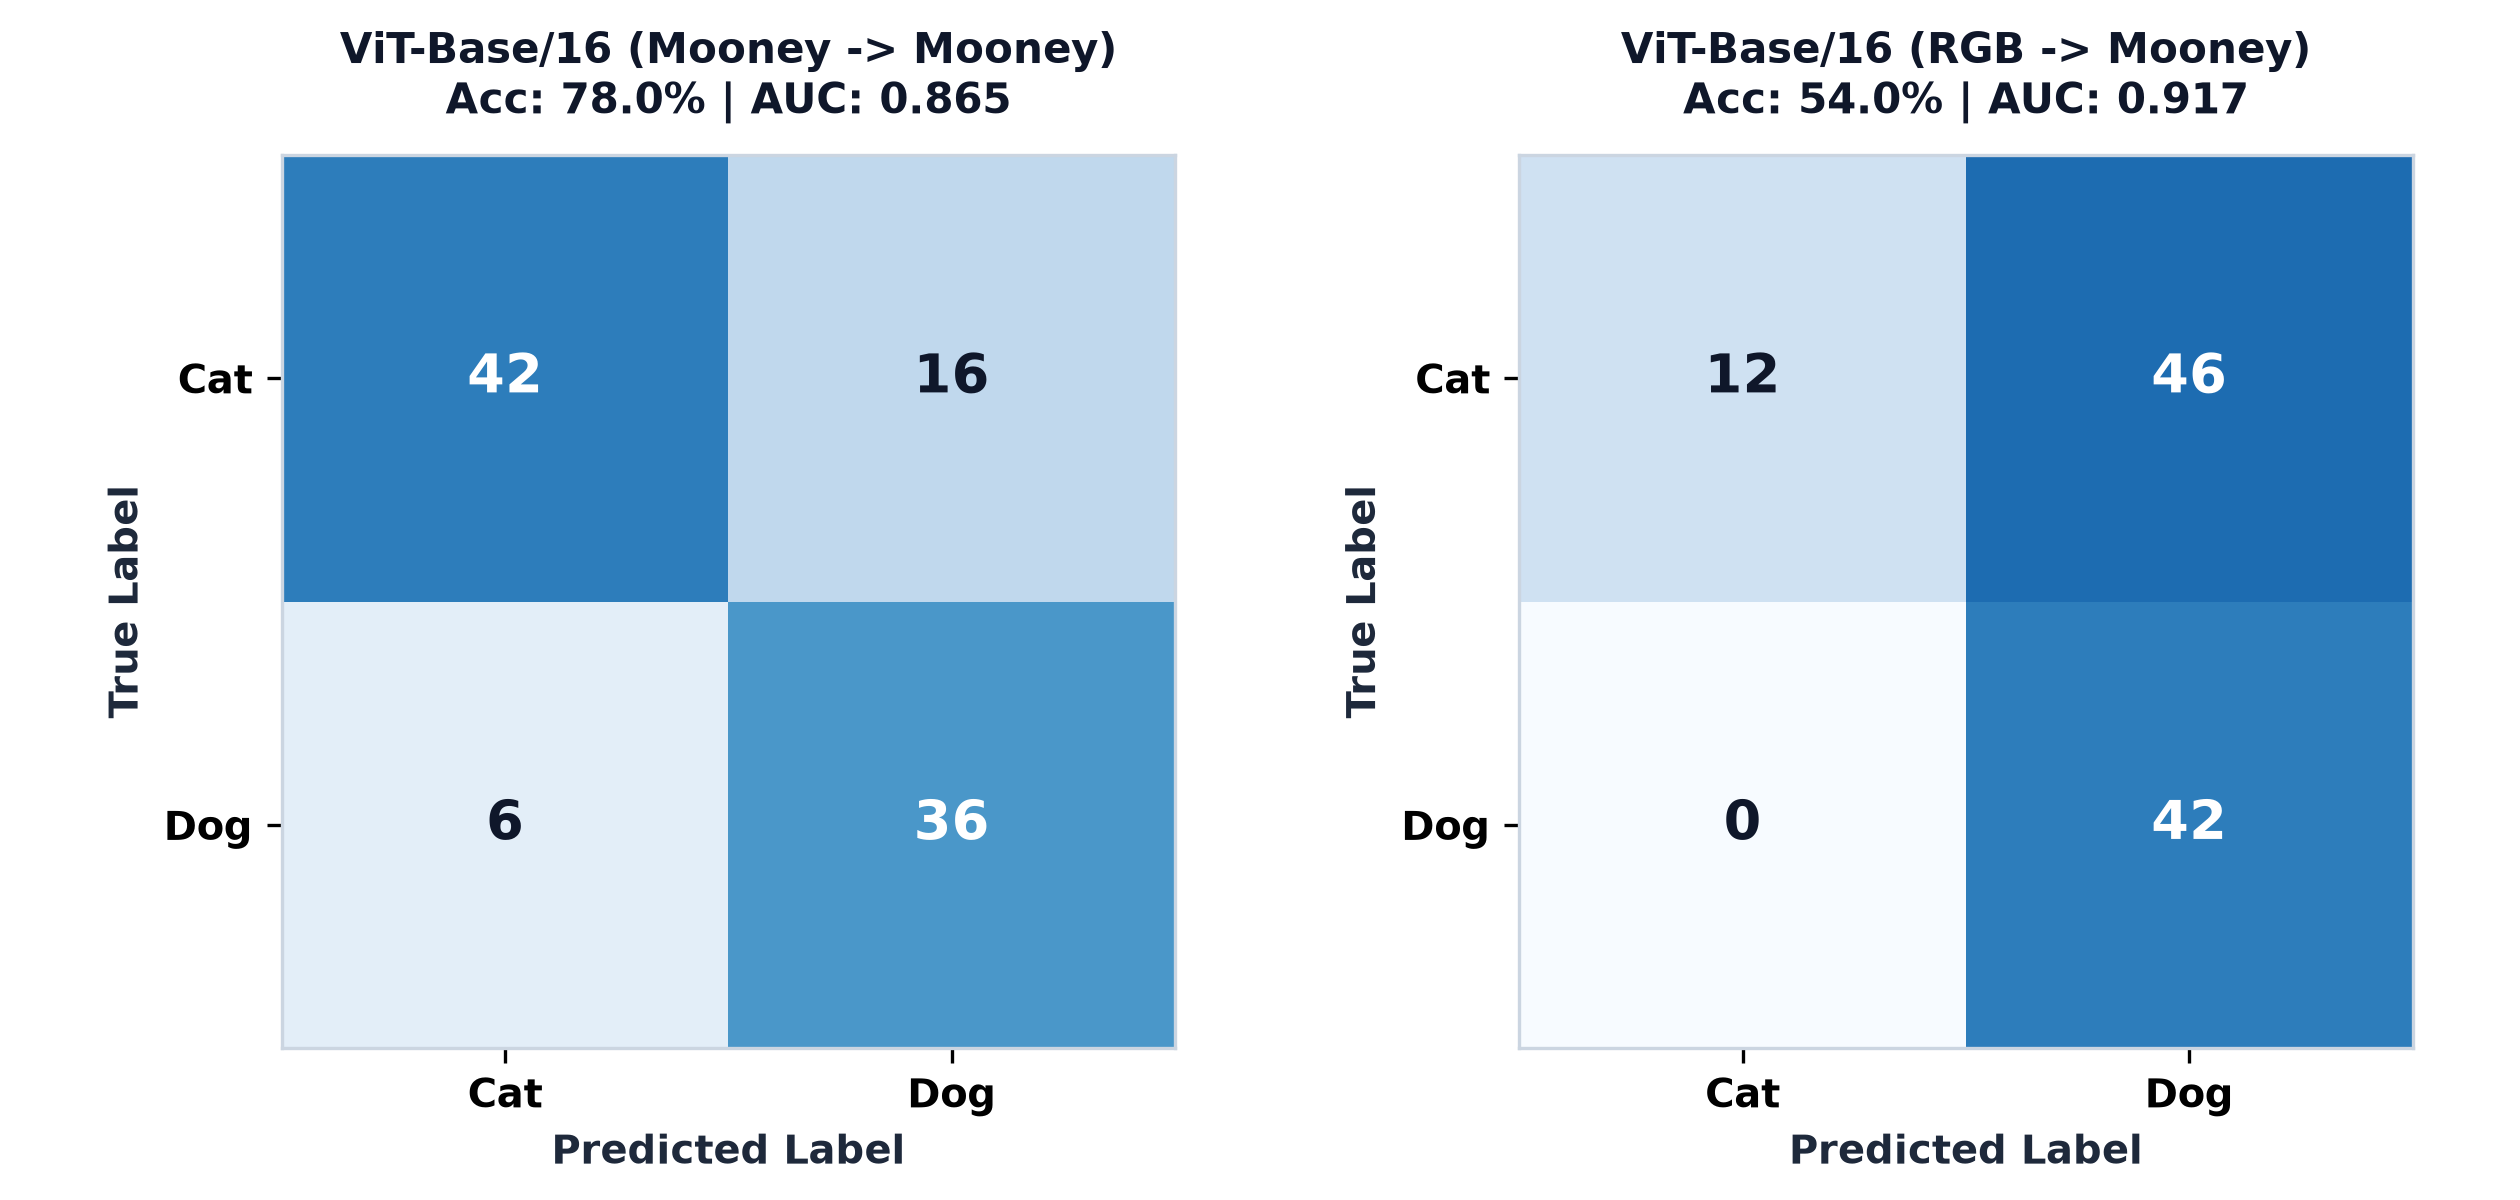 ViT-Base/16 (Mooney -> Mooney)
Acc: 78.0% | AUC: 0.865
True Label
Cat
42
16
Dog
6
36
Cat
Dog
Predicted Label
ViT-Base/16 (RGB -> Mooney)
Acc: 54.0% | AUC: 0.917
True Label
Cat
12
46
Dog
0
42
Cat
Dog
Predicted Label